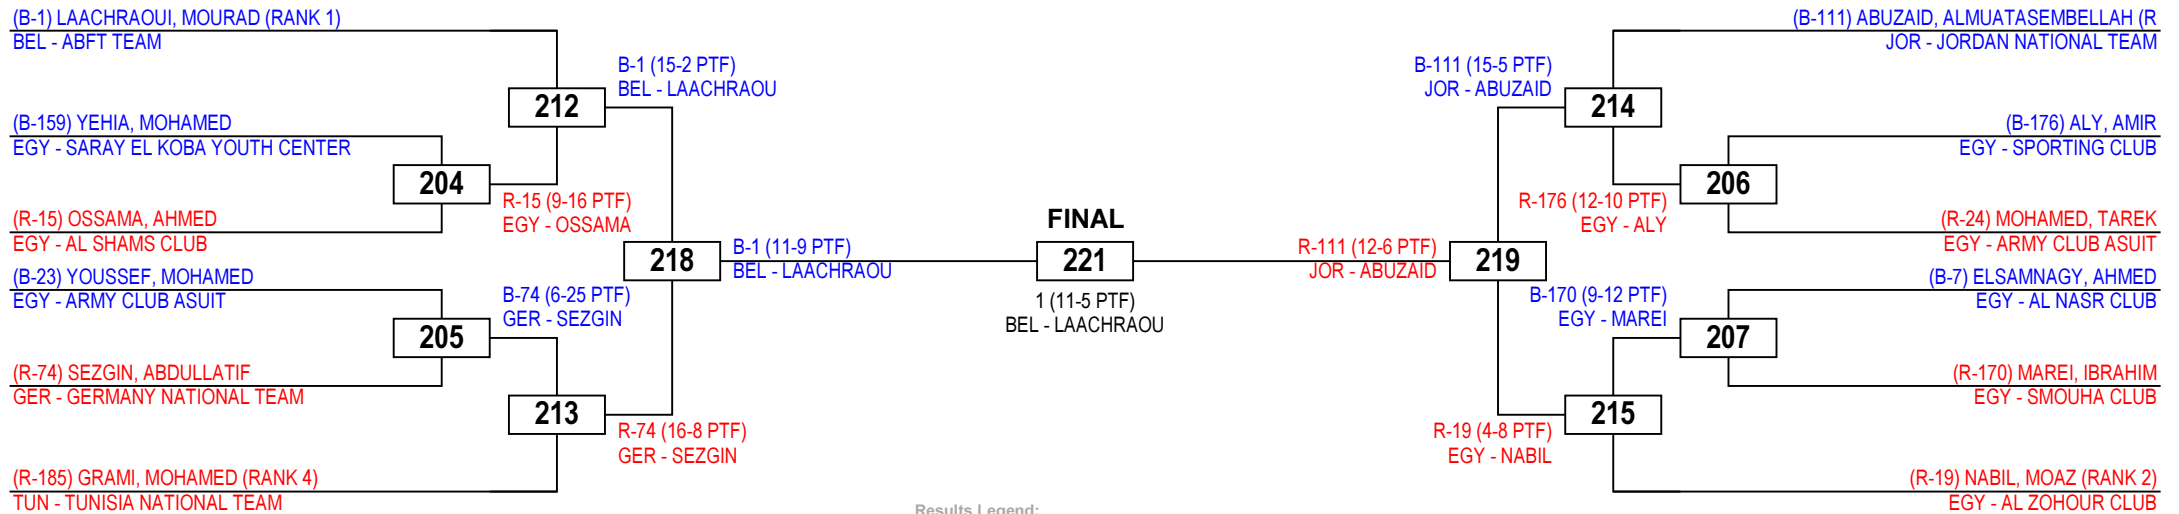 (B-1) LAACHRAOUI, MOURAD (RANK 1)
BEL - ABFT TEAM
(B-159) YEHIA, MOHAMED
EGY - SARAY EL KOBA YOUTH CENTER
(R-15) OSSAMA, AHMED
EGY - AL SHAMS CLUB
(B-23) YOUSSEF, MOHAMED
EGY - ARMY CLUB ASUIT
(R-74) SEZGIN, ABDULLATIF
GER - GERMANY NATIONAL TEAM
(R-185) GRAMI, MOHAMED (RANK 4)
TUN - TUNISIA NATIONAL TEAM
204
205
R-15 (9-16 PTF)
EGY - OSSAMA
B-74 (6-25 PTF)
GER - SEZGIN
212
213
B-1 (15-2 PTF)
BEL - LAACHRAOU
R-74 (16-8 PTF)
GER - SEZGIN
218
B-1 (11-9 PTF)
BEL - LAACHRAOU
FINAL
221
1 (11-5 PTF)
BEL - LAACHRAOU
Results Legend:
R-111 (12-6 PTF)
JOR - ABUZAID
219
B-111 (15-5 PTF)
JOR - ABUZAID
R-19 (4-8 PTF)
EGY - NABIL
214
215
R-176 (12-10 PTF)
EGY - ALY
B-170 (9-12 PTF)
EGY - MAREI
206
207
(B-111) ABUZAID, ALMUATASEMBELLAH (R
JOR - JORDAN NATIONAL TEAM
(B-176) ALY, AMIR
EGY - SPORTING CLUB
(R-24) MOHAMED, TAREK
EGY - ARMY CLUB ASUIT
(B-7) ELSAMNAGY, AHMED
EGY - AL NASR CLUB
(R-170) MAREI, IBRAHIM
EGY - SMOUHA CLUB
(R-19) NABIL, MOAZ (RANK 2)
EGY - AL ZOHOUR CLUB